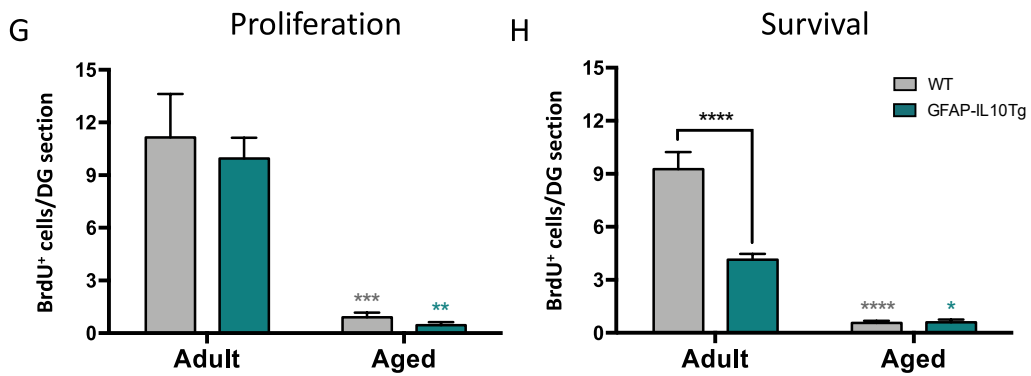 G
Proliferation
BrdU⁺ cells/DG section
15
12
9
6
3
0
***
**
Adult
Aged
H
Survival
BrdU⁺ cells/DG section
15
12
9
6
3
0
WT
GFAP-IL10Tg
****
****
*
Adult
Aged